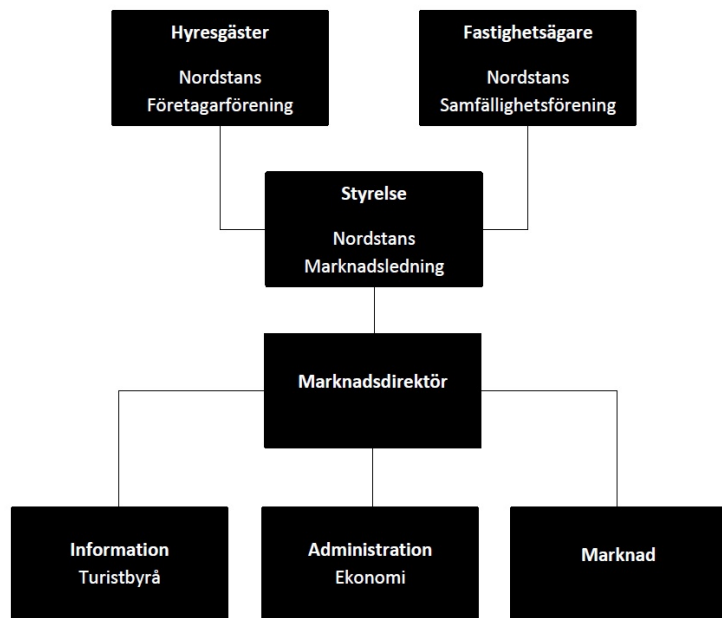 Hyresgäster
Nordstans
Företagarförening
Fastighetsägare
Nordstans
Samfällighetsförening
Styrelse
Nordstans
Marknadsledning
Marknadsdirektör
Information
Turistbyrå
Administration
Ekonomi
Marknad